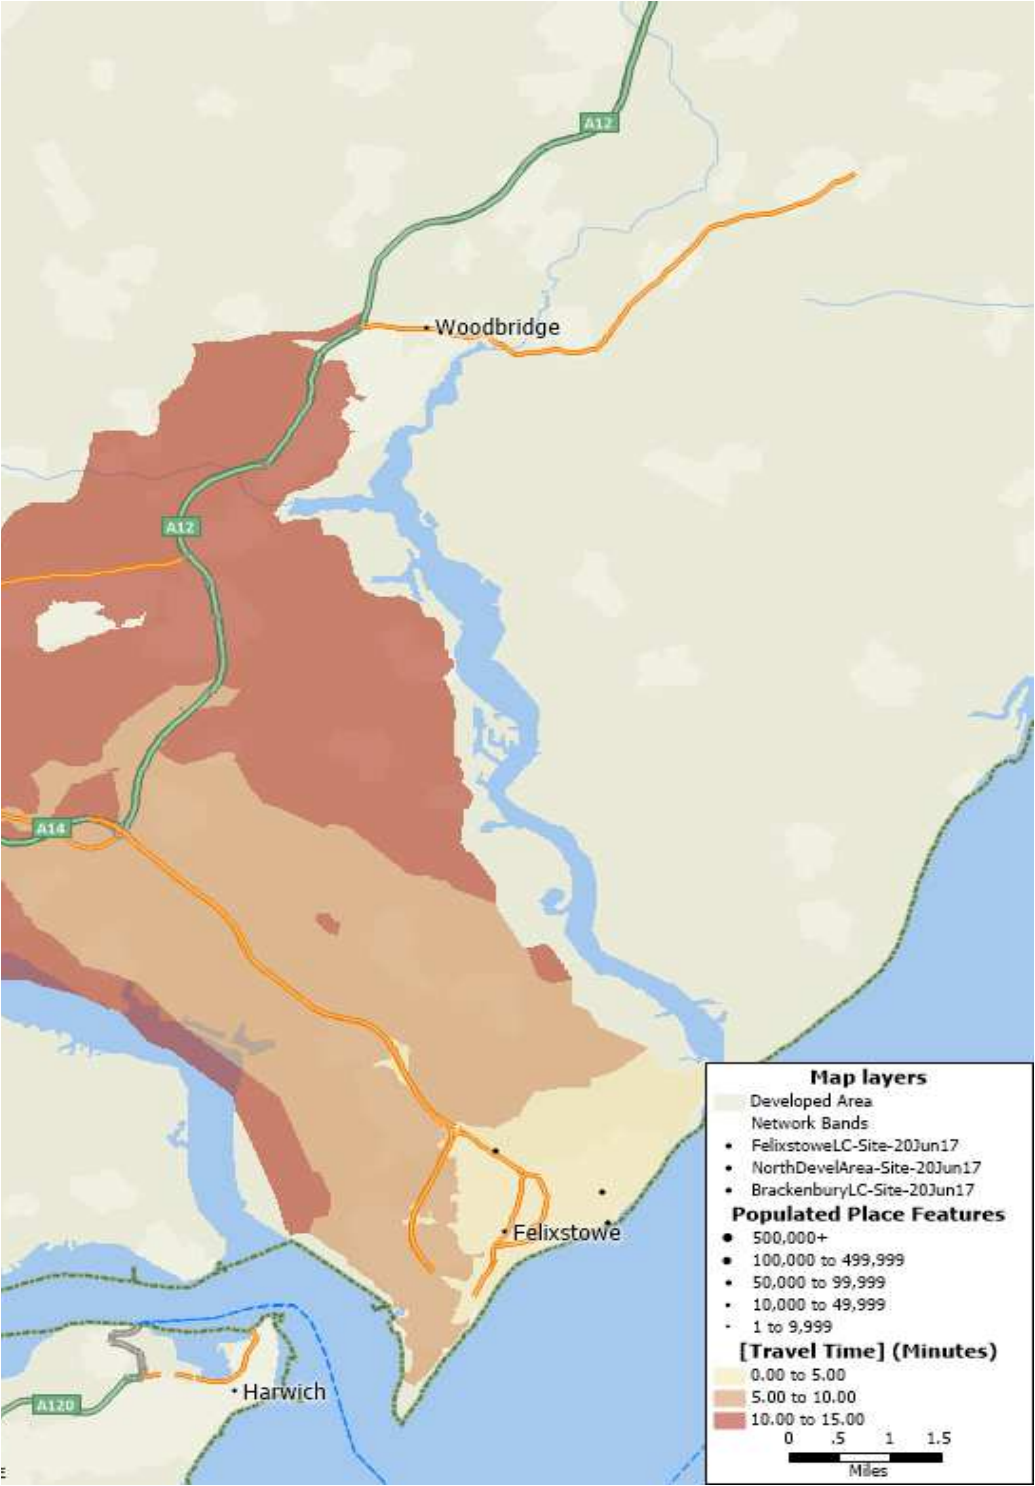 A12
Woodbridge
A12
A14
Felixstowe
Harwich
A120
E
Map layers
Developed Area
Network Bands
FelixstoweLC-Site-20Jun17
NorthDevelArea-Site-20Jun17
BrackenburyLC-Site-20Jun17
Populated Place Features
500,000+
100,000 to 499,999
50,000 to 99,999
10,000 to 49,999
1 to 9,999
[Travel Time] (Minutes)
0.00 to 5.00
5.00 to 10.00
10.00 to 15.00
0 .5 1 1.5
Miles